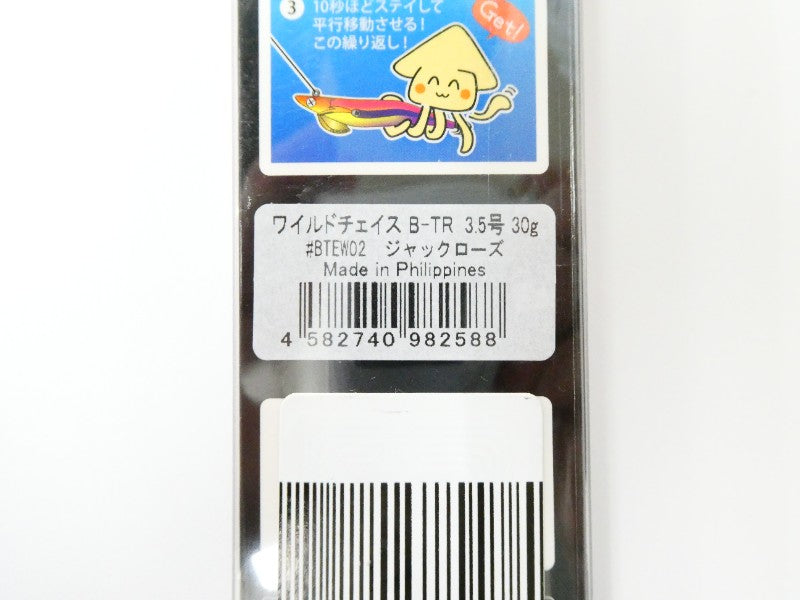 ③ 10秒ほどステイして
平行移動させる!
この繰り返し!
Get!
ワイルドチェイス B-TR 3.5号 30g
#BTEW02 ジャックローズ
Made in Philippines
4 582740 982588